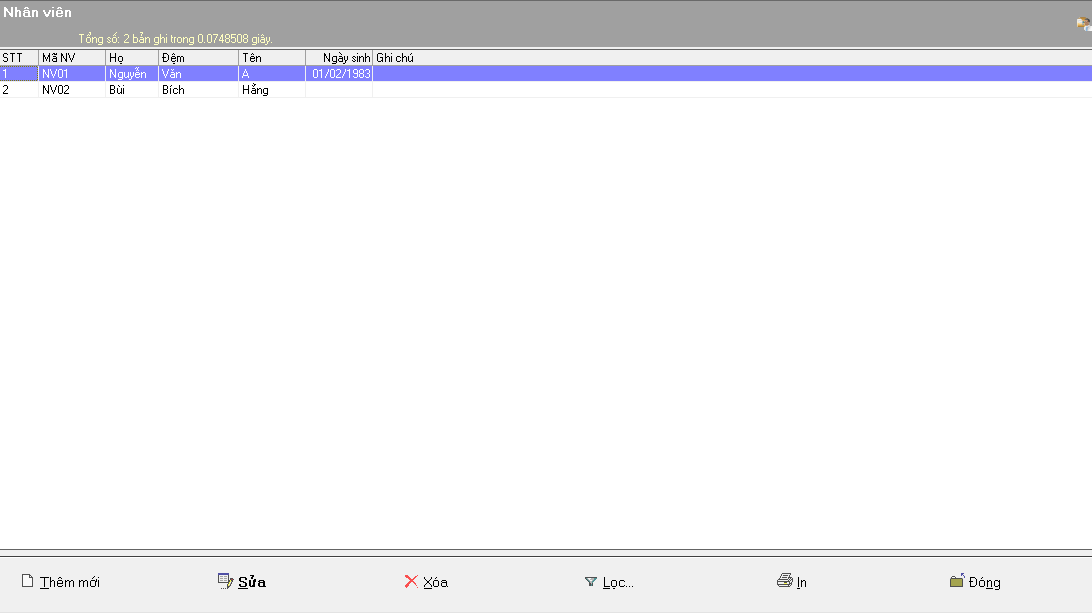 Nhân viên
Tổng số: 2 bản ghi trong 0.0748508 giây.
STT Mã NV Họ Đệm Tên Ngày sinh Ghi chú
1 NV01 Nguyễn Văn A 01/02/1983
2 NV02 Bùi Bích Hằng
Thêm mới Sửa Xóa Lọc... In Đóng